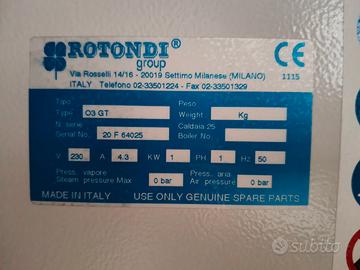 ROTONDI®
group
CE
Via Rosselli 14/16 - 20019 Settimo Milanese (MILANO)
1115
ITALY Telefono 02-33501224 - Fax 02-33501329
Tipo Peso
Type O3 GT Weight Kg
N. serie Caldaia 25
Serial No. 20 F 64025 Boiler No.
V 230 A 4.3 KW 1 PH 1 Hz 50
Press. vapore Press. aria
Steam pressure Max 0 bar Air pressure 0 bar
MADE IN ITALY USE ONLY GENUINE SPARE PARTS
subito